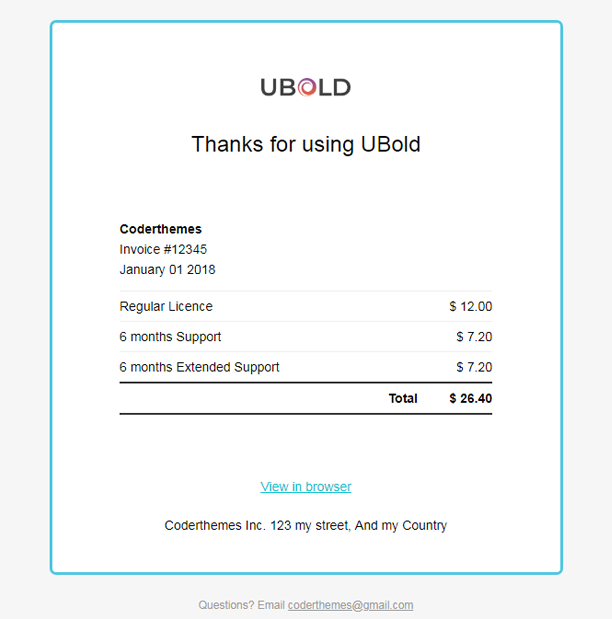 UBOLD
Thanks for using UBold
Coderthemes
Invoice #12345
January 01 2018
Regular Licence $ 12.00
6 months Support $ 7.20
6 months Extended Support $ 7.20
Total $ 26.40
View in browser
Coderthemes Inc. 123 my street, And my Country
Questions? Email coderthemes@gmail.com